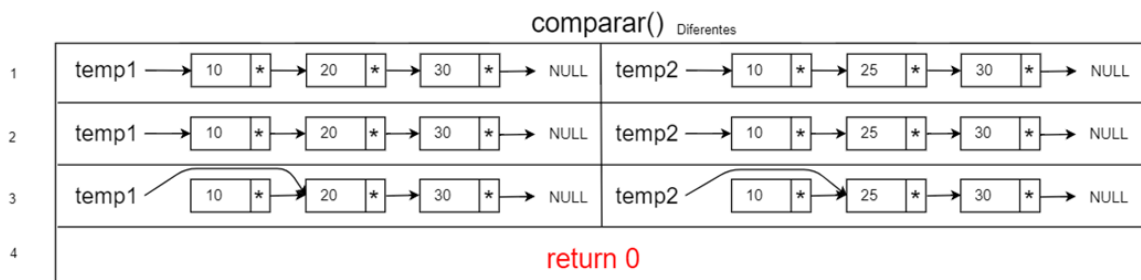 comparar() Diferentes
1 temp1 10 * 20 * 30 * NULL temp2 10 * 25 * 30 * NULL
2 temp1 10 * 20 * 30 * NULL temp2 10 * 25 * 30 * NULL
3 temp1 10 * 20 * 30 * NULL temp2 10 * 25 * 30 * NULL
4 return 0